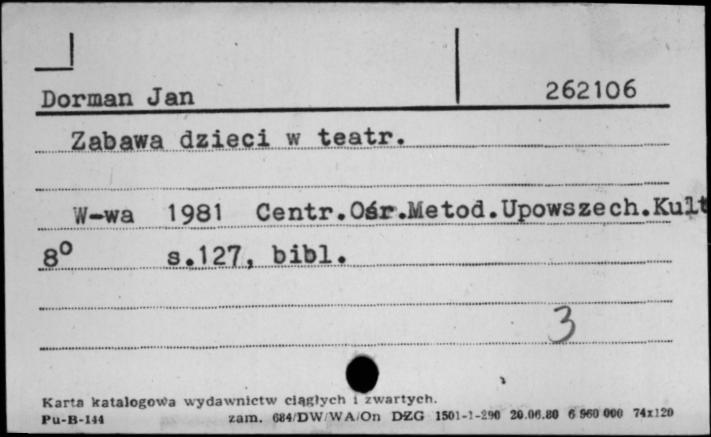 Dorman Jan 262106
Zabawa dzieci w teatr.
W-wa 1981 Centr.Ośr.Metod.Upowszech.Kult
8° s.127, bibl.
3
Karta katalogowa wydawnictw ciągłych i zwartych.
Pu-B-144 zam. 684/DW/WA/On DZG 1501-1-290 20.06.80 6 960 000 74x120